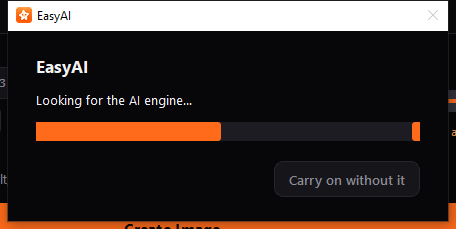 EasyAI
EasyAI
Looking for the AI engine...
Carry on without it
Create Image